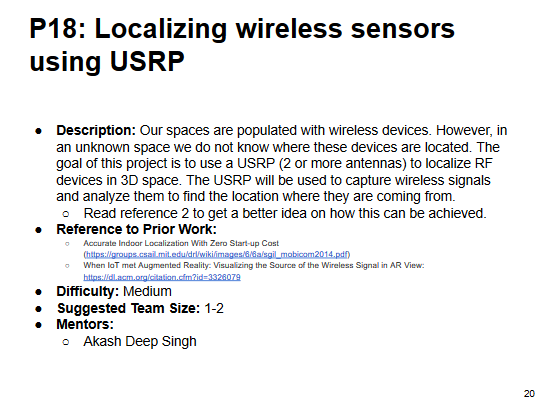 P18: Localizing wireless sensors
using USRP
● Description: Our spaces are populated with wireless devices. However, in
an unknown space we do not know where these devices are located. The
goal of this project is to use a USRP (2 or more antennas) to localize RF
devices in 3D space. The USRP will be used to capture wireless signals
and analyze them to find the location where they are coming from.
○ Read reference 2 to get a better idea on how this can be achieved.
● Reference to Prior Work:
○ Accurate Indoor Localization With Zero Start-up Cost
(https://groups.csail.mit.edu/drl/wiki/images/6/6a/sgil_mobicom2014.pdf)
○ When IoT met Augmented Reality: Visualizing the Source of the Wireless Signal in AR View:
https://dl.acm.org/citation.cfm?id=3326079
● Difficulty: Medium
● Suggested Team Size: 1-2
● Mentors:
○ Akash Deep Singh
20